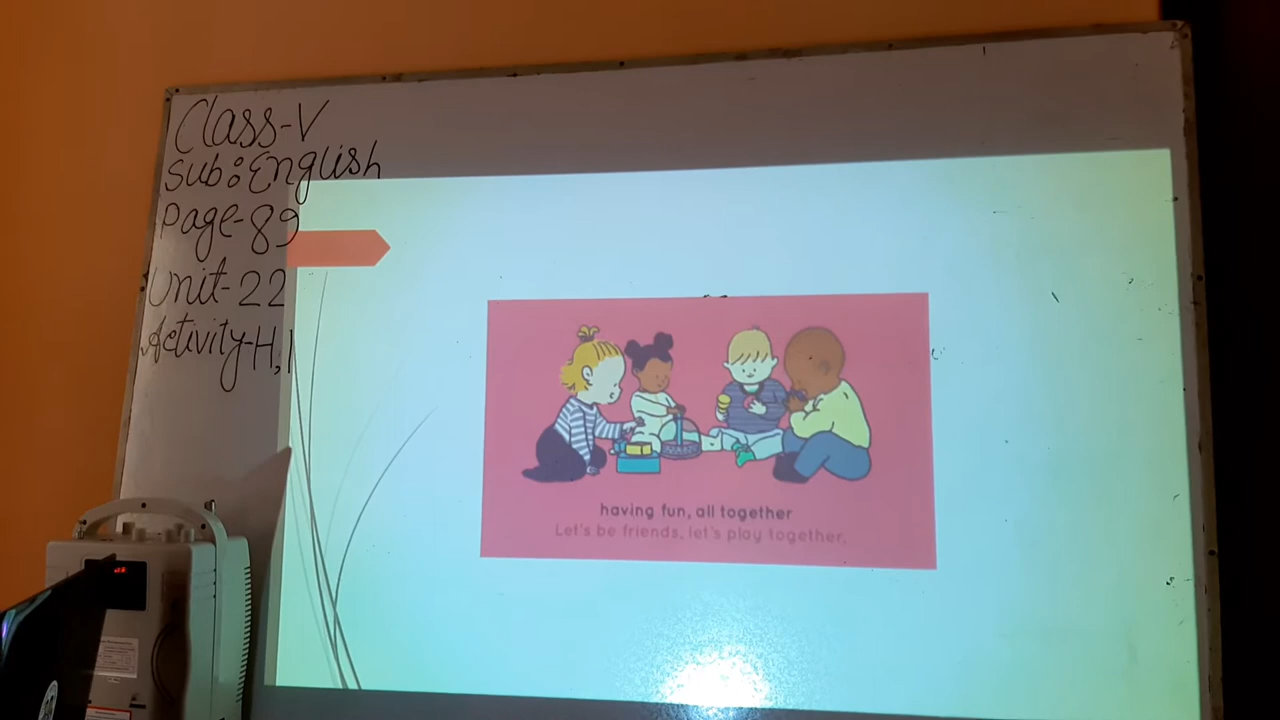 Class-V
Sub:English
Page-89
Unit-22
Activity-H,I
having fun, all together
Let's be friends, let's play together.